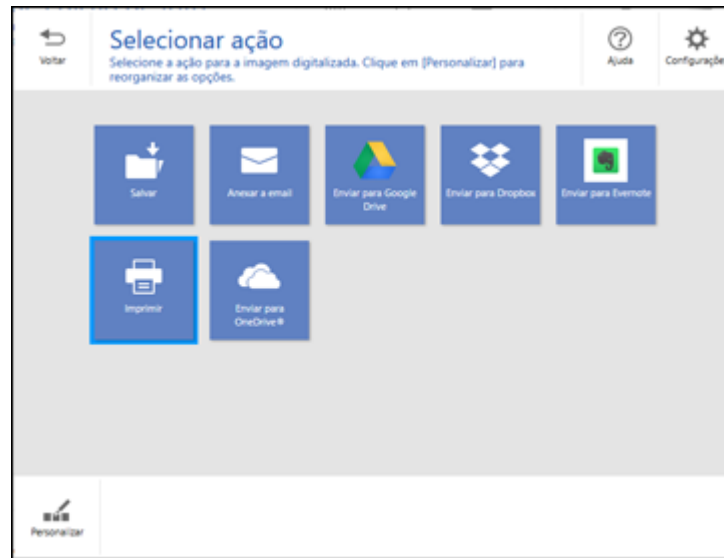 Voltar
Selecionar ação
Selecione a ação para a imagem digitalizada. Clique em [Personalizar] para
reorganizar as opções.
Ajuda
Configuraçõe
Salvar
Anexar a email
Enviar para Google
Drive
Enviar para Dropbox
Enviar para Evernote
Imprimir
Enviar para
OneDrive®
Personalizar